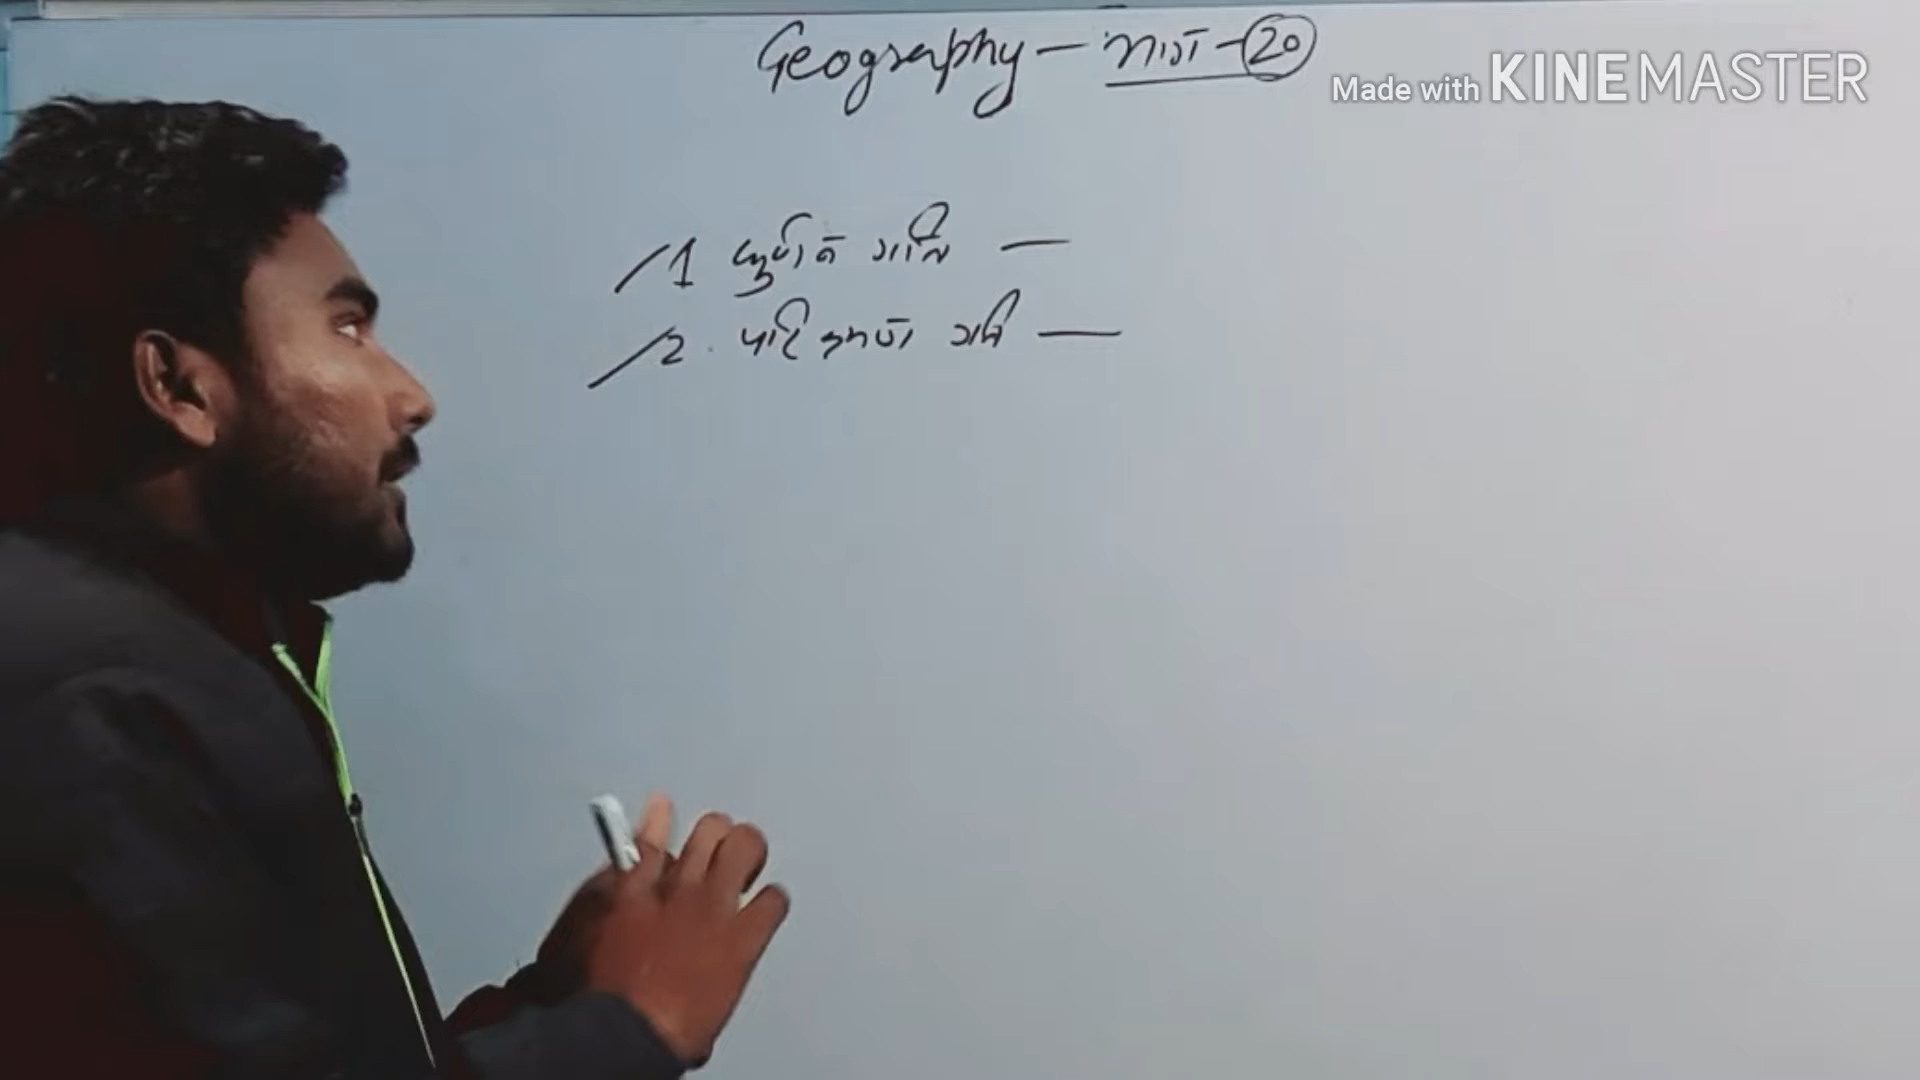 Geography – भाग – 20
Made with KINEMASTER
1 घूर्णन गति —
2. परिक्रमण गति —